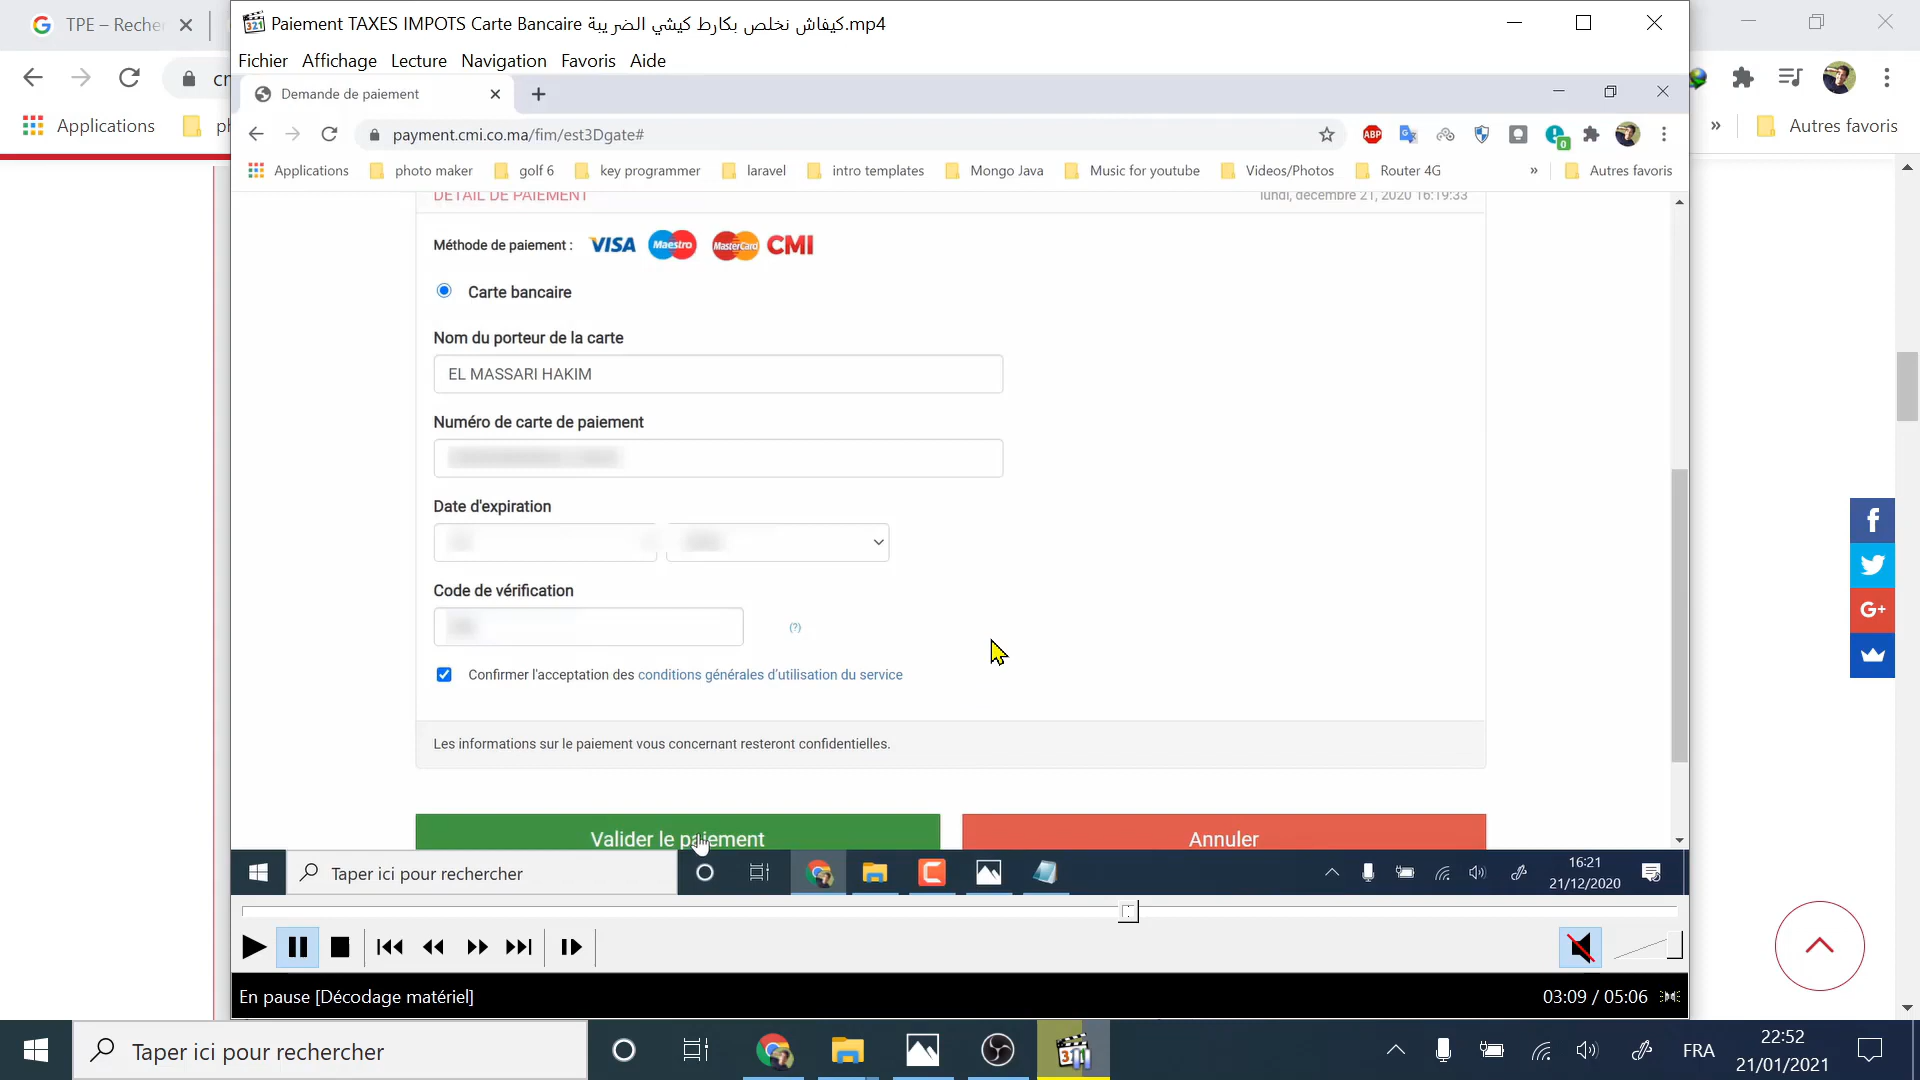 TPE – Recher
cr
Applications
ph
Autres favoris
Paiement TAXES IMPOTS Carte Bancaire كيفاش نخلص بكارط كيشي الضريبة.mp4
Fichier Affichage Lecture Navigation Favoris Aide
Demande de paiement
payment.cmi.co.ma/fim/est3Dgate#
ABP
0
Applications photo maker golf 6 key programmer laravel intro templates Mongo Java Music for youtube Videos/Photos Router 4G » Autres favoris
DETAIL DE PAIEMENT
lundi, decembre 21, 2020 16:19:33
Méthode de paiement : VISA Maestro MasterCard CMI
Carte bancaire
Nom du porteur de la carte
EL MASSARI HAKIM
Numéro de carte de paiement
Date d'expiration
Code de vérification
(?)
Confirmer l'acceptation des conditions générales d'utilisation du service
Les informations sur le paiement vous concernant resteront confidentielles.
Valider le paiement
Annuler
Taper ici pour rechercher
16:21
21/12/2020
En pause [Décodage matériel]
03:09 / 05:06
Taper ici pour rechercher
FRA
22:52
21/01/2021